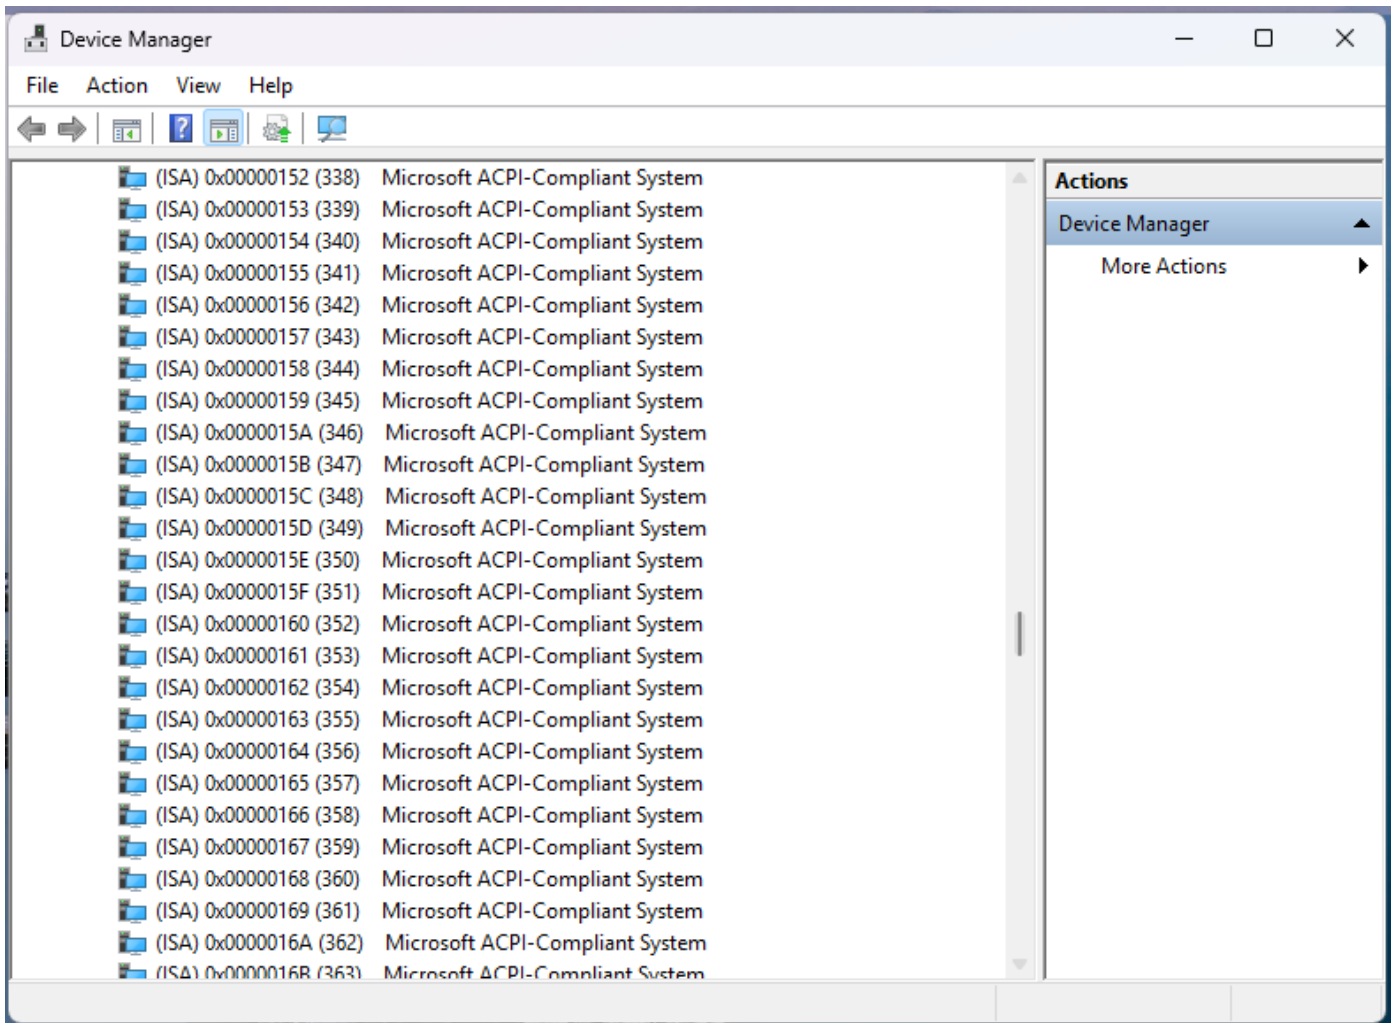 Device Manager
File Action View Help
(ISA) 0x00000152 (338) Microsoft ACPI-Compliant System
(ISA) 0x00000153 (339) Microsoft ACPI-Compliant System
(ISA) 0x00000154 (340) Microsoft ACPI-Compliant System
(ISA) 0x00000155 (341) Microsoft ACPI-Compliant System
(ISA) 0x00000156 (342) Microsoft ACPI-Compliant System
(ISA) 0x00000157 (343) Microsoft ACPI-Compliant System
(ISA) 0x00000158 (344) Microsoft ACPI-Compliant System
(ISA) 0x00000159 (345) Microsoft ACPI-Compliant System
(ISA) 0x0000015A (346) Microsoft ACPI-Compliant System
(ISA) 0x0000015B (347) Microsoft ACPI-Compliant System
(ISA) 0x0000015C (348) Microsoft ACPI-Compliant System
(ISA) 0x0000015D (349) Microsoft ACPI-Compliant System
(ISA) 0x0000015E (350) Microsoft ACPI-Compliant System
(ISA) 0x0000015F (351) Microsoft ACPI-Compliant System
(ISA) 0x00000160 (352) Microsoft ACPI-Compliant System
(ISA) 0x00000161 (353) Microsoft ACPI-Compliant System
(ISA) 0x00000162 (354) Microsoft ACPI-Compliant System
(ISA) 0x00000163 (355) Microsoft ACPI-Compliant System
(ISA) 0x00000164 (356) Microsoft ACPI-Compliant System
(ISA) 0x00000165 (357) Microsoft ACPI-Compliant System
(ISA) 0x00000166 (358) Microsoft ACPI-Compliant System
(ISA) 0x00000167 (359) Microsoft ACPI-Compliant System
(ISA) 0x00000168 (360) Microsoft ACPI-Compliant System
(ISA) 0x00000169 (361) Microsoft ACPI-Compliant System
(ISA) 0x0000016A (362) Microsoft ACPI-Compliant System
(ISA) 0x0000016B (363) Microsoft ACPI-Compliant System
Actions
Device Manager
More Actions